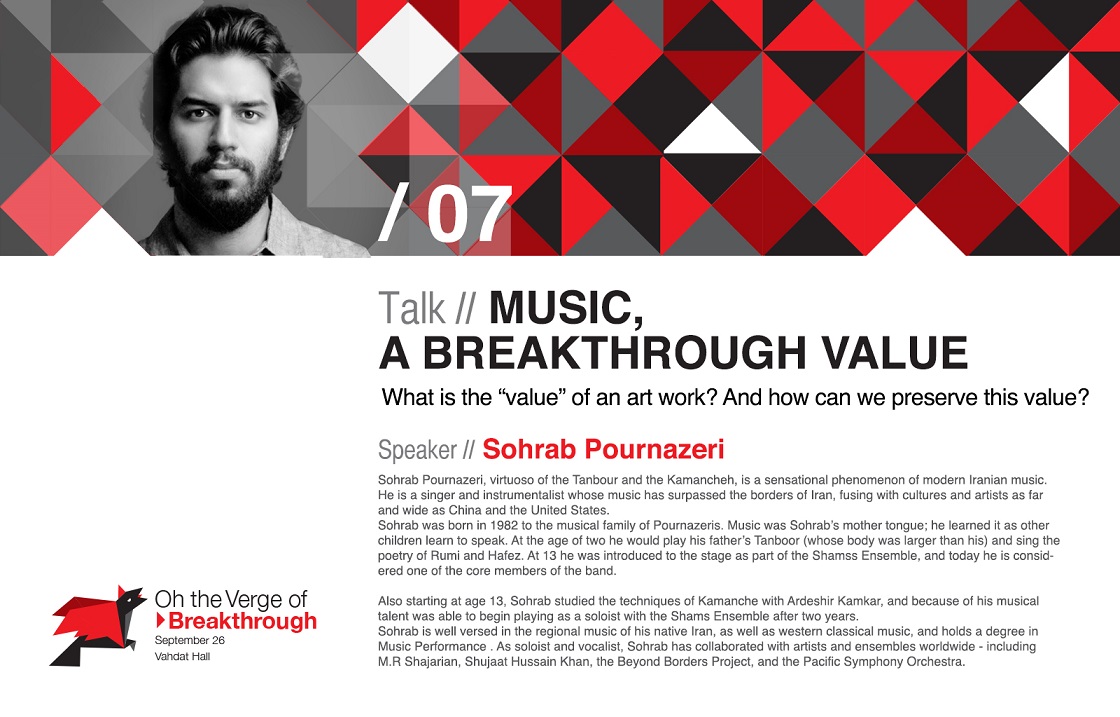 / 07
Talk // MUSIC,
A BREAKTHROUGH VALUE
What is the “value” of an art work? And how can we preserve this value?
Speaker // Sohrab Pournazeri
Sohrab Pournazeri, virtuoso of the Tanbour and the Kamancheh, is a sensational phenomenon of modern Iranian music.
He is a singer and instrumentalist whose music has surpassed the borders of Iran, fusing with cultures and artists as far
and wide as China and the United States.
Sohrab was born in 1982 to the musical family of Pournazeris. Music was Sohrab’s mother tongue; he learned it as other
children learn to speak. At the age of two he would play his father’s Tanboor (whose body was larger than his) and sing the
poetry of Rumi and Hafez. At 13 he was introduced to the stage as part of the Shamss Ensemble, and today he is consid-
ered one of the core members of the band.
Also starting at age 13, Sohrab studied the techniques of Kamanche with Ardeshir Kamkar, and because of his musical
talent was able to begin playing as a soloist with the Shams Ensemble after two years.
Sohrab is well versed in the regional music of his native Iran, as well as western classical music, and holds a degree in
Music Performance . As soloist and vocalist, Sohrab has collaborated with artists and ensembles worldwide - including
M.R Shajarian, Shujaat Hussain Khan, the Beyond Borders Project, and the Pacific Symphony Orchestra.
Oh the Verge of
Breakthrough
September 26
Vahdat Hall